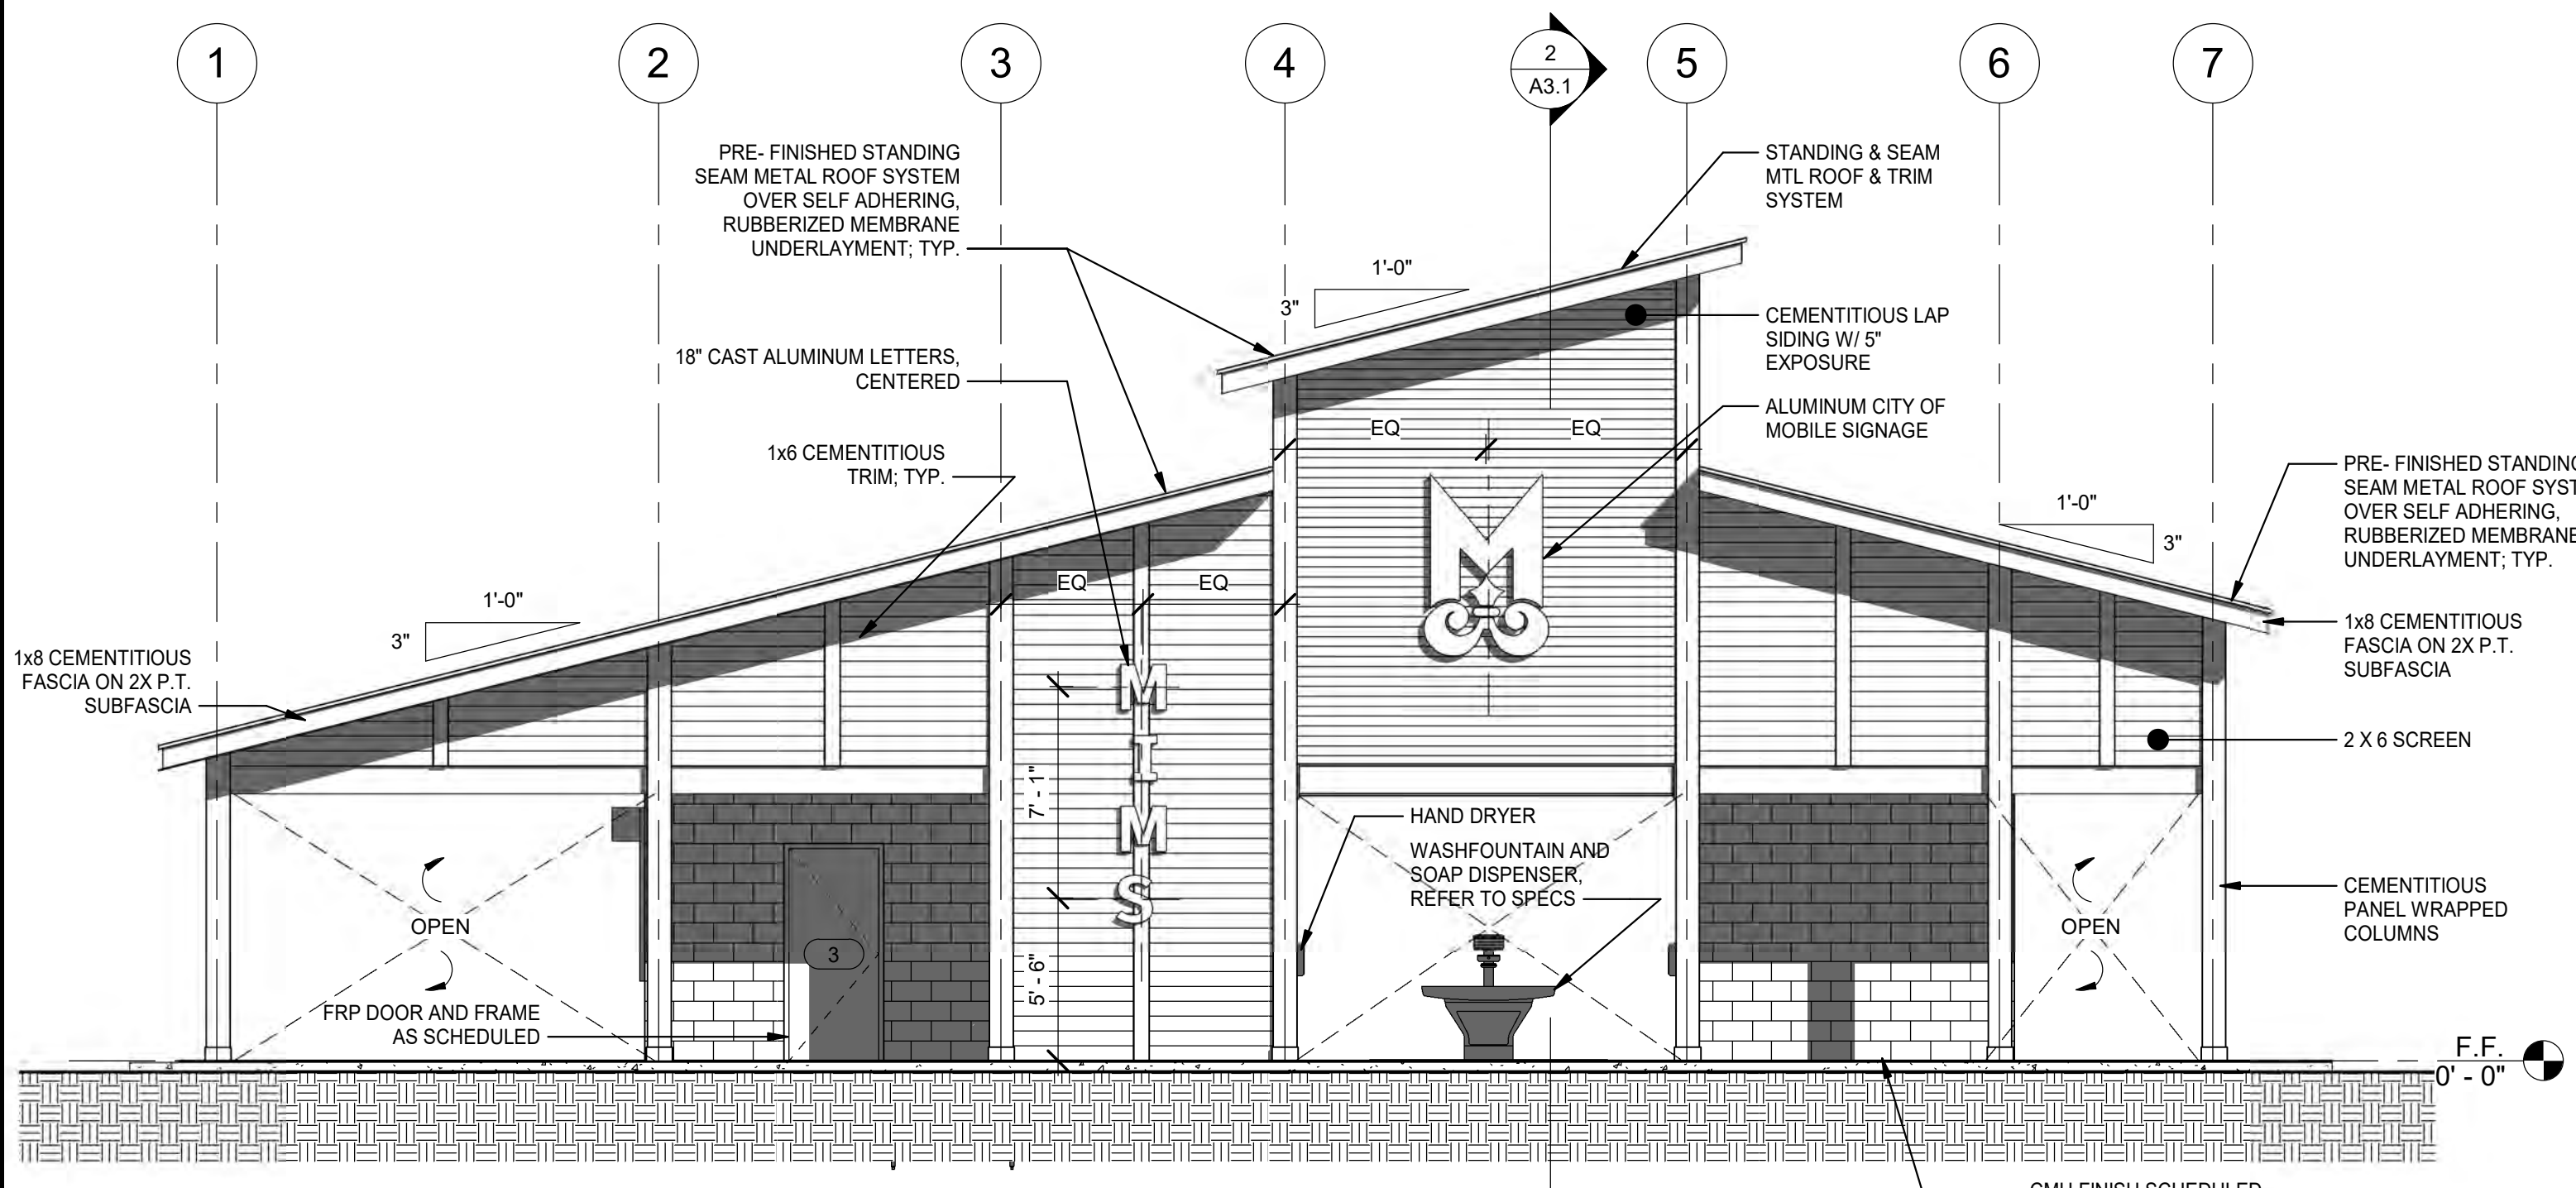 1
2
3
4
2
A3.1
5
6
7
PRE- FINISHED STANDING
SEAM METAL ROOF SYSTEM
OVER SELF ADHERING,
RUBBERIZED MEMBRANE
UNDERLAYMENT; TYP.
STANDING & SEAM
MTL ROOF & TRIM
SYSTEM
1'-0"
3"
CEMENTITIOUS LAP
SIDING W/ 5"
EXPOSURE
18" CAST ALUMINUM LETTERS,
CENTERED
ALUMINUM CITY OF
MOBILE SIGNAGE
EQ
EQ
1x6 CEMENTITIOUS
TRIM; TYP.
M
PRE- FINISHED STANDING
SEAM METAL ROOF SYST
OVER SELF ADHERING,
RUBBERIZED MEMBRANE
UNDERLAYMENT; TYP.
1'-0"
3"
EQ
EQ
1'-0"
3"
1x8 CEMENTITIOUS
FASCIA ON 2X P.T.
SUBFASCIA
1x8 CEMENTITIOUS
FASCIA ON 2X P.T.
SUBFASCIA
M
I
M
S
2 X 6 SCREEN
7' - 1"
HAND DRYER
WASHFOUNTAIN AND
SOAP DISPENSER,
REFER TO SPECS
OPEN
OPEN
CEMENTITIOUS
PANEL WRAPPED
COLUMNS
3
5' - 6"
FRP DOOR AND FRAME
AS SCHEDULED
F.F.
0' - 0"
CMU FINISH SCHEDULED